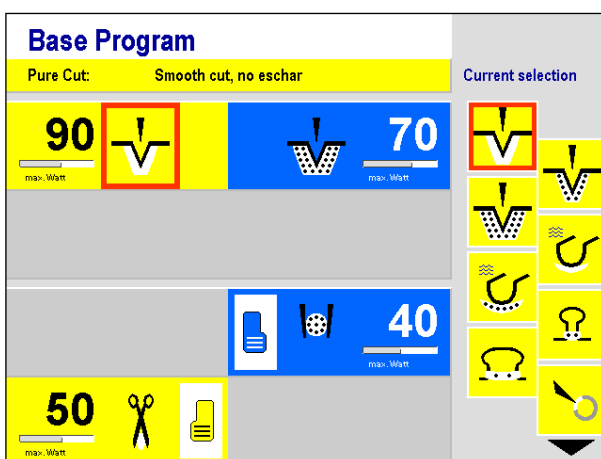 Base Program
Pure Cut: Smooth cut, no eschar
Current selection
90 70
max. Watt max. Watt
40
max. Watt
50
max. Watt